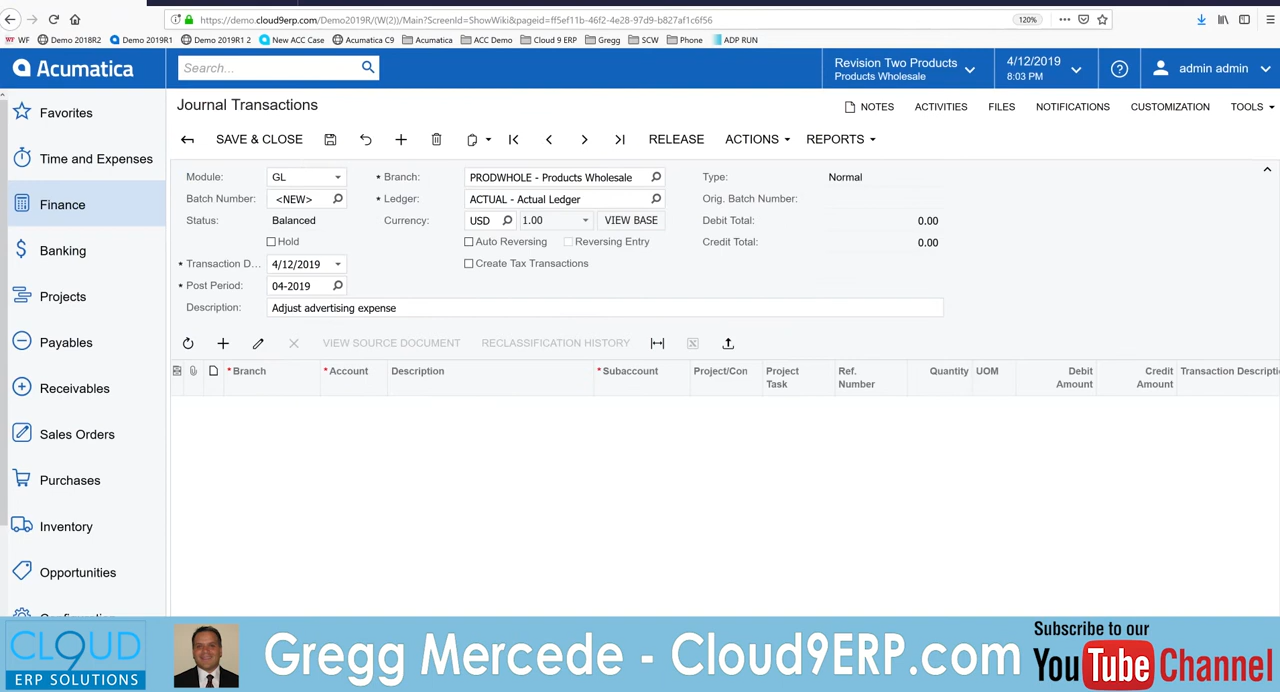 https://demo.cloud9erp.com/Demo2019R/(W(2))/Main?ScreenId=ShowWiki&pageid=ff5ef11b-46f2-4e28-97d9-b827af1c6f56
120%
WF WF Demo 2018R2 Demo 2019R1 Demo 2019R1 2 New ACC Case Acumatica C9 Acumatica ACC Demo Cloud 9 ERP Gregg SCW Phone ADP RUN
Acumatica
Search...
Revision Two Products
Products Wholesale
4/12/2019
8:03 PM
admin admin
Journal Transactions
NOTES ACTIVITIES FILES NOTIFICATIONS CUSTOMIZATION TOOLS
SAVE & CLOSE RELEASE ACTIONS REPORTS
Favorites
Time and Expenses
Finance
Banking
Projects
Payables
Receivables
Sales Orders
Purchases
Inventory
Opportunities
Module: GL * Branch: PRODWHOLE - Products Wholesale Type: Normal
Batch Number: <NEW> * Ledger: ACTUAL - Actual Ledger Orig. Batch Number:
Status: Balanced Currency: USD 1.00 VIEW BASE Debit Total: 0.00
Hold Auto Reversing Reversing Entry Credit Total: 0.00
* Transaction D... 4/12/2019 Create Tax Transactions
* Post Period: 04-2019
Description: Adjust advertising expense
VIEW SOURCE DOCUMENT RECLASSIFICATION HISTORY
* Branch * Account Description * Subaccount Project/Con Project Task Ref. Number Quantity UOM Debit Amount Credit Amount Transaction Descripti
CLOUD 9
ERP SOLUTIONS
Gregg Mercede - Cloud9ERP.com
Subscribe to our
YouTube Channel